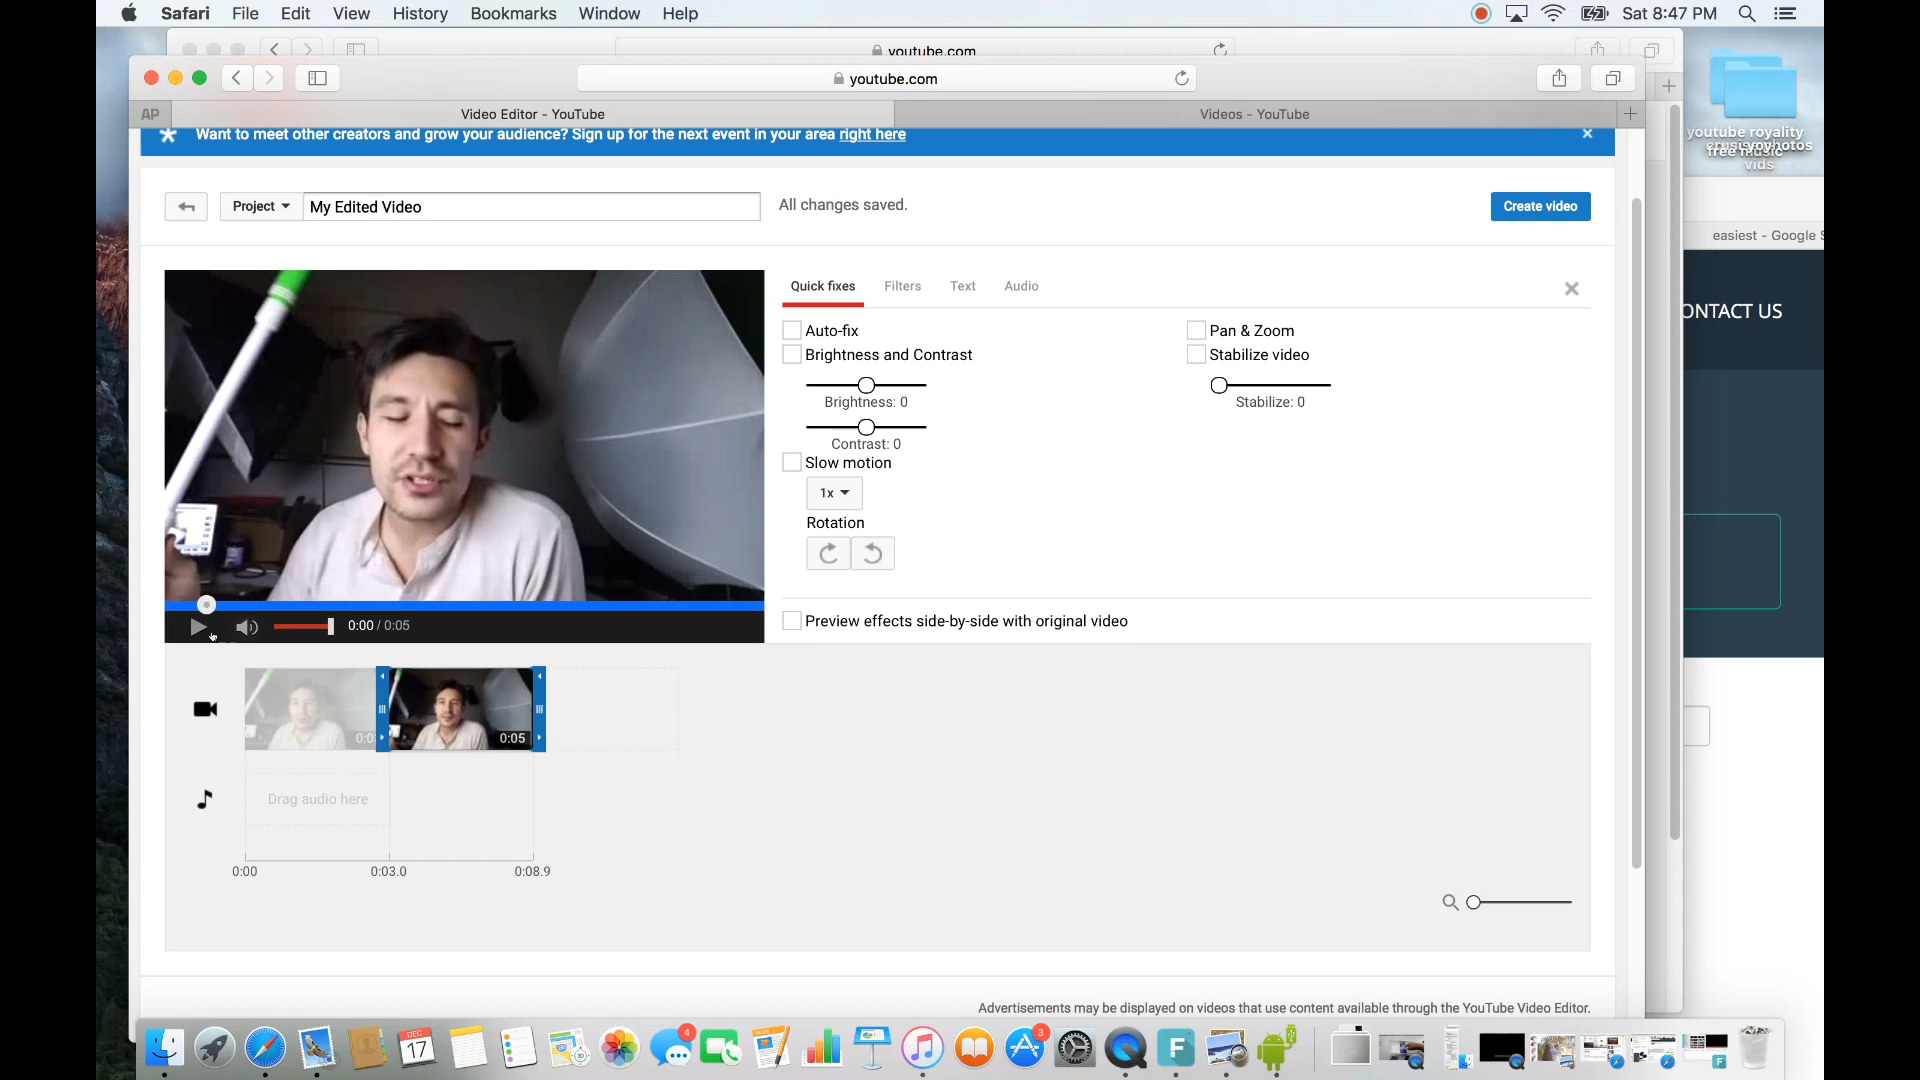 Safari File Edit View History Bookmarks Window Help Sat 8:47 PM
youtube.com
youtube.com
AP Video Editor - YouTube Videos - YouTube
youtube royality
free music
vids
Want to meet other creators and grow your audience? Sign up for the next event in your area right here
Project My Edited Video All changes saved. Create video
easiest - Google S
ONTACT US
Quick fixes Filters Text Audio
Auto-fix Pan & Zoom
Brightness and Contrast Stabilize video
Brightness: 0 Stabilize: 0
Contrast: 0
Slow motion
1x
Rotation
0:00 / 0:05
Preview effects side-by-side with original video
0:05
Drag audio here
0:00 0:03.0 0:08.9
Advertisements may be displayed on videos that use content available through the YouTube Video Editor.
4
3
DEC
17
F